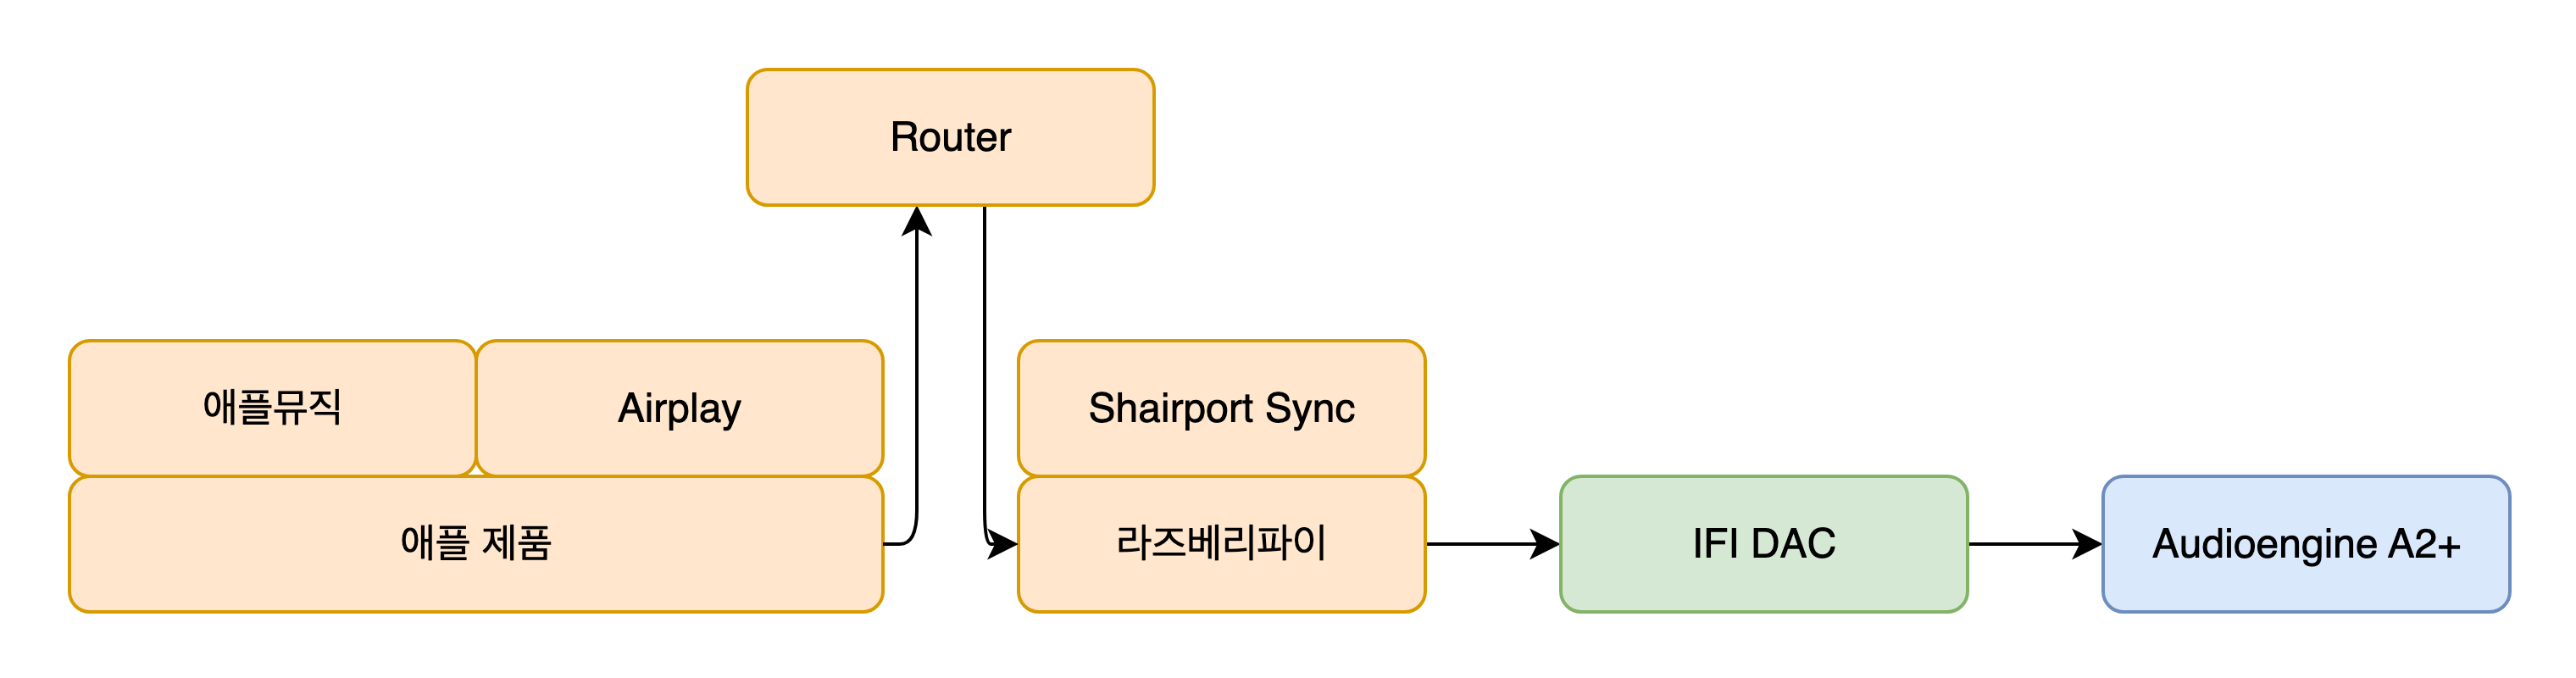 Router
애플뮤직
Airplay
Shairport Sync
애플 제품
라즈베리파이
IFI DAC
Audioengine A2+